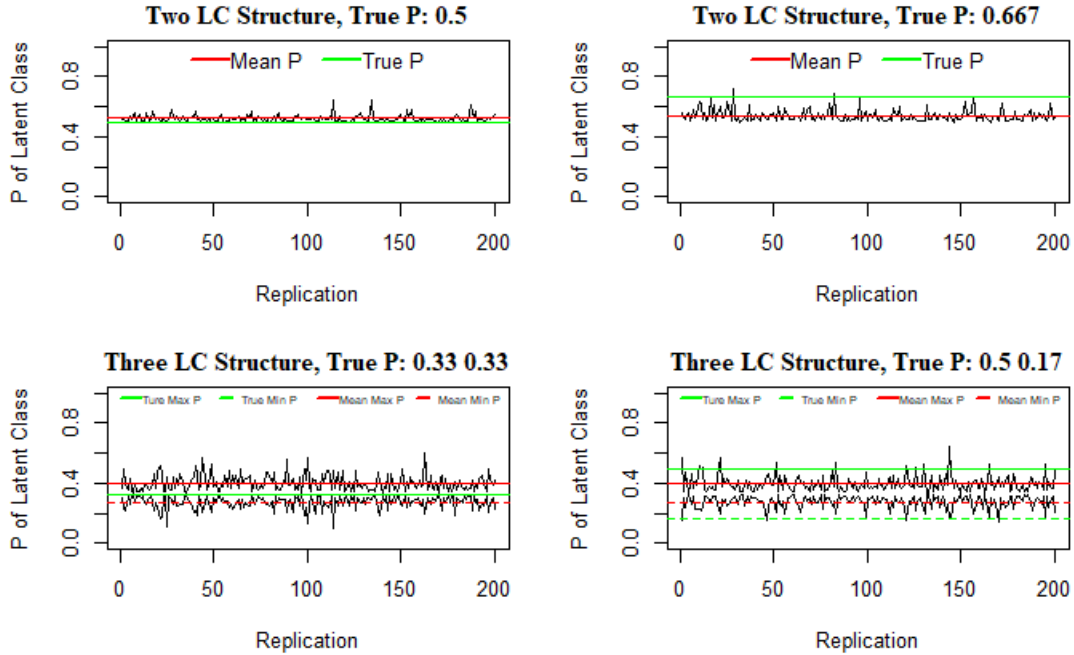 Two LC Structure, True P: 0.5
P of Latent Class
0.0 0.4 0.8
Mean P True P
0 50 100 150 200
Replication
Two LC Structure, True P: 0.667
P of Latent Class
0.0 0.4 0.8
Mean P True P
0 50 100 150 200
Replication
Three LC Structure, True P: 0.33 0.33
P of Latent Class
0.0 0.4 0.8
Ture Max P True Min P Mean Max P Mean Min P
0 50 100 150 200
Replication
Three LC Structure, True P: 0.5 0.17
P of Latent Class
0.0 0.4 0.8
Ture Max P True Min P Mean Max P Mean Min P
0 50 100 150 200
Replication